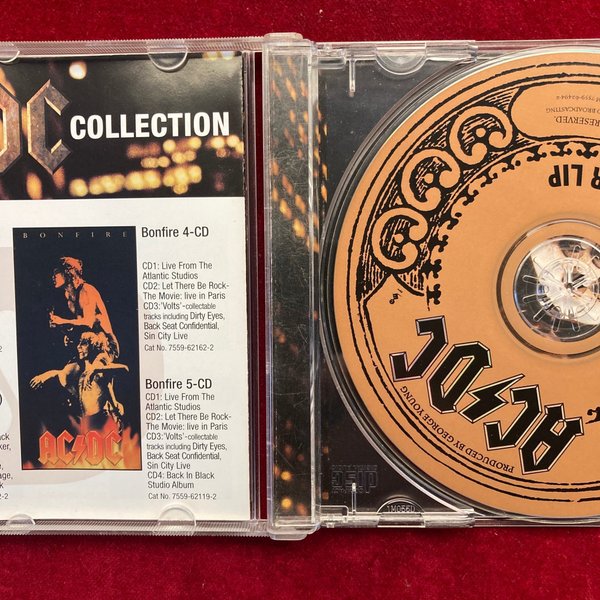 DC COLLECTION
BONFIRE
Bonfire 4-CD
CD1: Live From The
Atlantic Studios
CD2: Let There Be Rock-
The Movie: live in Paris
CD3:'Volts'-collectable
tracks including Dirty Eyes,
Back Seat Confidential,
Sin City Live
Cat No. 7559-62162-2
Bonfire 5-CD
CD1: Live From The
Atlantic Studios
CD2: Let There Be Rock-
The Movie: live in Paris
CD3:'Volts'-collectable
tracks including Dirty Eyes,
Back Seat Confidential,
Sin City Live
CD4: Back In Black
Studio Album
Cat No. 7559-62119-2
AC/DC
RESERVED.
BROADCASTING
R LIP
AC/DC
PRODUCED BY GEORGE YOUNG
disc